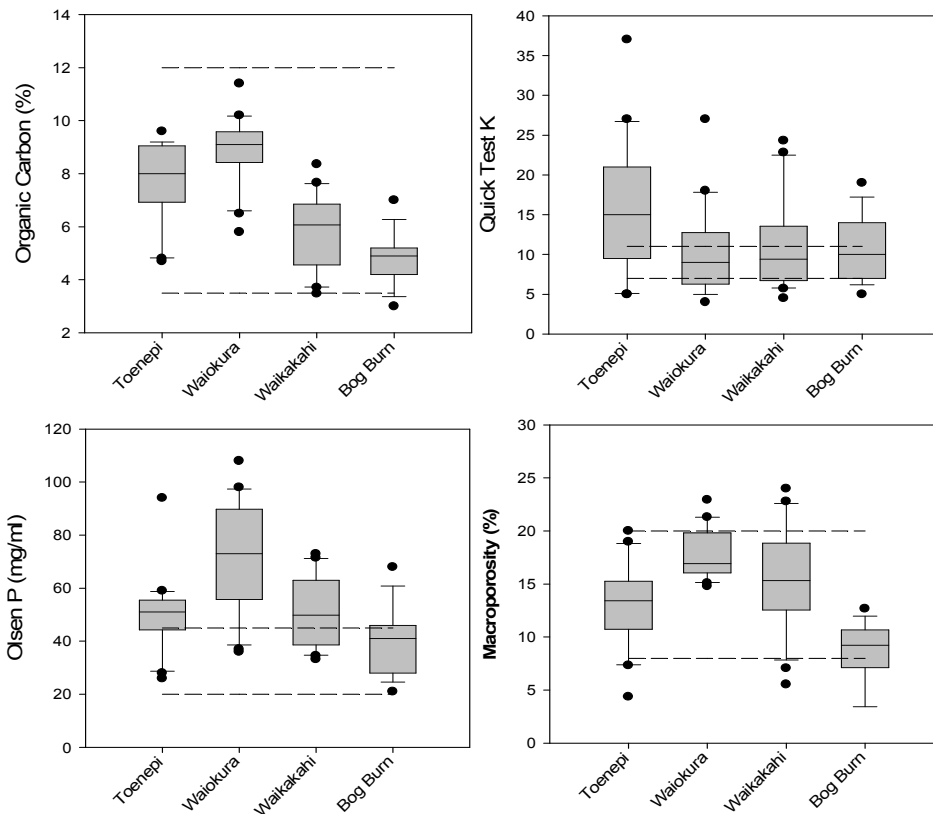 Organic Carbon (%)
14
12
10
8
6
4
2
Toenepi
Waiokura
Waikakahi
Bog Burn
Quick Test K
40
35
30
25
20
15
10
5
0
Toenepi
Waiokura
Waikakahi
Bog Burn
Olsen P (mg/ml)
120
100
80
60
40
20
0
Toenepi
Waiokura
Waikakahi
Bog Burn
Macroporosity (%)
30
25
20
15
10
5
0
Toenepi
Waiokura
Waikakahi
Bog Burn